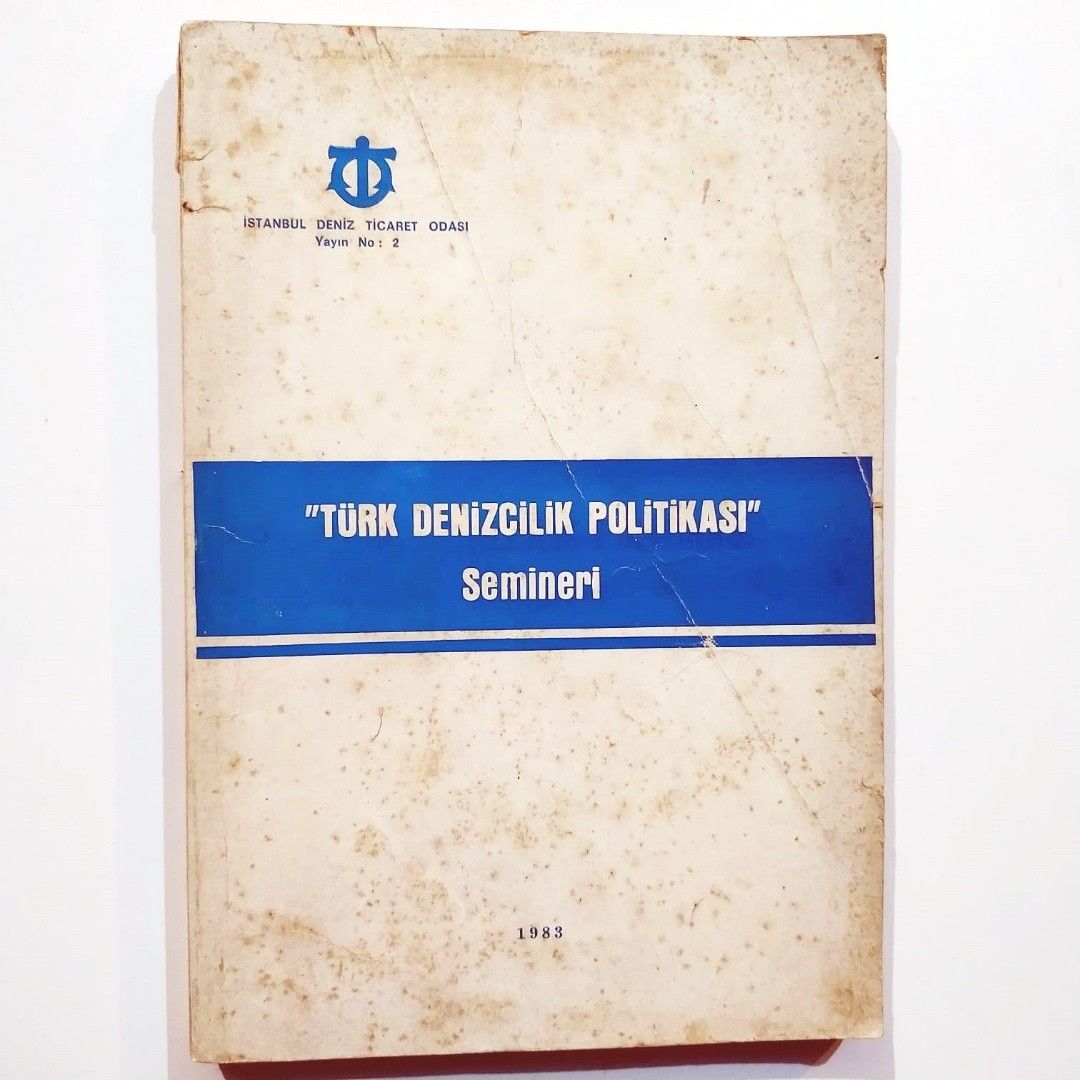 İSTANBUL DENİZ TİCARET ODASI
Yayın No: 2
"TÜRK DENİZCİLİK POLİTİKASI"
Semineri
1983